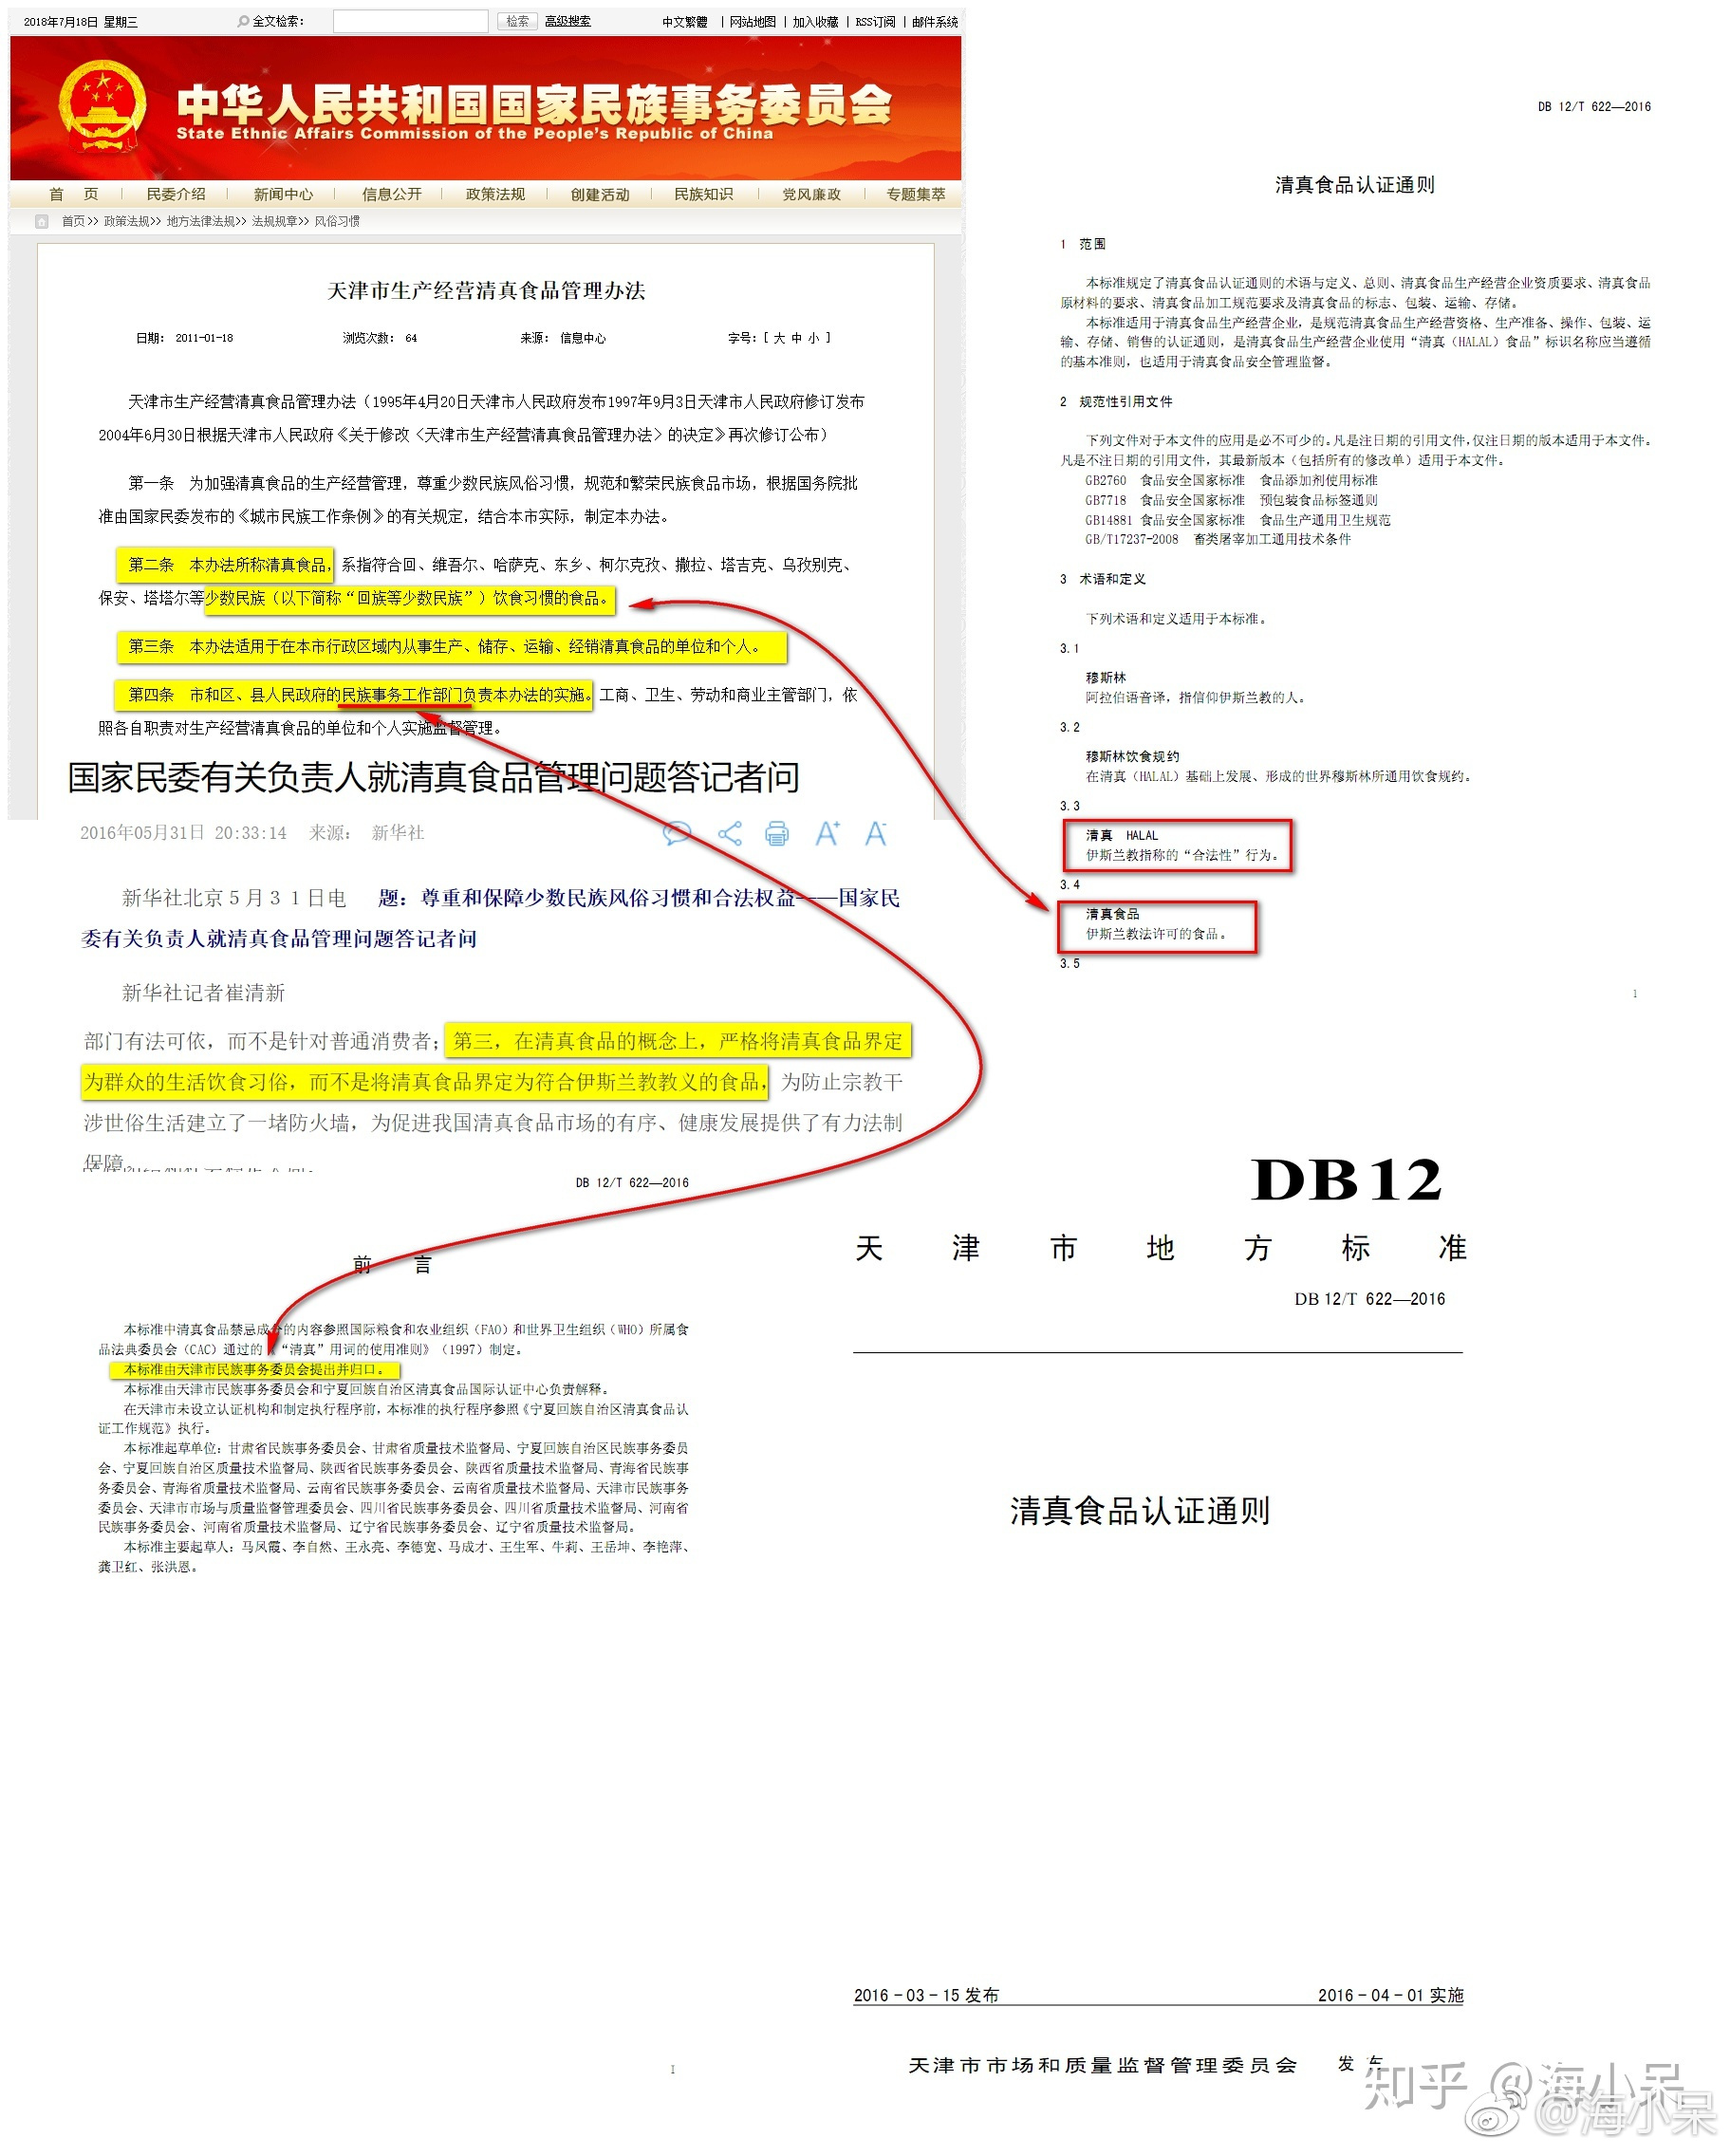 2018年7月18日 星期三
全文检索：
检索
高级搜索
中文繁體 | 网站地图 | 加入收藏 | RSS订阅 | 邮件系统
中华人民共和国国家民族事务委员会
State Ethnic Affairs Commission of the People's Republic of China
首 页 民委介绍 新闻中心 信息公开 政策法规 创建活动 民族知识 党风廉政 专题集萃
首页>> 政策法规>> 地方法律法规>> 法规规章>> 风俗习惯
天津市生产经营清真食品管理办法
日期： 2011-01-18 浏览次数： 64 来源： 信息中心 字号：[ 大 中 小 ]
天津市生产经营清真食品管理办法（1995年4月20日天津市人民政府发布1997年9月3日天津市人民政府修订发布
2004年6月30日根据天津市人民政府《关于修改〈天津市生产经营清真食品管理办法〉的决定》再次修订公布）
第一条 为加强清真食品的生产经营管理，尊重少数民族风俗习惯，规范和繁荣民族食品市场，根据国务院批
准由国家民委发布的《城市民族工作条例》的有关规定，结合本市实际，制定本办法。
第二条 本办法所称清真食品，系指符合回、维吾尔、哈萨克、东乡、柯尔克孜、撒拉、塔吉克、乌孜别克、
保安、塔塔尔等少数民族（以下简称“回族等少数民族”）饮食习惯的食品。
第三条 本办法适用于在本市行政区域内从事生产、储存、运输、经销清真食品的单位和个人。
第四条 市和区、县人民政府的民族事务工作部门负责本办法的实施。工商、卫生、劳动和商业主管部门，依
照各自职责对生产经营清真食品的单位和个人实施监督管理。
国家民委有关负责人就清真食品管理问题答记者问
2016年05月31日 20:33:14 来源： 新华社
A+ A-
新华社北京５月３１日电 题：尊重和保障少数民族风俗习惯和合法权益——国家民
委有关负责人就清真食品管理问题答记者问
新华社记者崔清新
部门有法可依，而不是针对普通消费者；第三，在清真食品的概念上，严格将清真食品界定
为群众的生活饮食习俗，而不是将清真食品界定为符合伊斯兰教教义的食品，为防止宗教干
涉世俗生活建立了一堵防火墙，为促进我国清真食品市场的有序、健康发展提供了有力法制
保障。
DB 12/T 622—2016
前 言
本标准中清真食品禁忌成分的内容参照国际粮食和农业组织（FAO）和世界卫生组织（WHO）所属食
品法典委员会（CAC）通过的《“清真”用词的使用准则》（1997）制定。
本标准由天津市民族事务委员会提出并归口。
本标准由天津市民族事务委员会和宁夏回族自治区清真食品国际认证中心负责解释。
在天津市未设立认证机构和制定执行程序前，本标准的执行程序参照《宁夏回族自治区清真食品认
证工作规范》执行。
本标准起草单位：甘肃省民族事务委员会、甘肃省质量技术监督局、宁夏回族自治区民族事务委员
会、宁夏回族自治区质量技术监督局、陕西省民族事务委员会、陕西省质量技术监督局、青海省民族事
务委员会、青海省质量技术监督局、云南省民族事务委员会、云南省质量技术监督局、天津市民族事务
委员会、天津市市场与质量监督管理委员会、四川省民族事务委员会、四川省质量技术监督局、河南省
民族事务委员会、河南省质量技术监督局、辽宁省民族事务委员会、辽宁省质量技术监督局。
本标准主要起草人：马凤霞、李自然、王永亮、李德宽、马成才、王生军、牛莉、王岳坤、李艳萍、
龚卫红、张洪恩。
I
DB 12/T 622—2016
清真食品认证通则
1 范围
本标准规定了清真食品认证通则的术语与定义、总则、清真食品生产经营企业资质要求、清真食品
原材料的要求、清真食品加工规范要求及清真食品的标志、包装、运输、存储。
本标准适用于清真食品生产经营企业，是规范清真食品生产经营资格、生产准备、操作、包装、运
输、存储、销售的认证通则，是清真食品生产经营企业使用“清真（HALAL）食品”标识名称应当遵循
的基本准则，也适用于清真食品安全管理监督。
2 规范性引用文件
下列文件对于本文件的应用是必不可少的。凡是注日期的引用文件，仅注日期的版本适用于本文件。
凡是不注日期的引用文件，其最新版本（包括所有的修改单）适用于本文件。
GB2760 食品安全国家标准 食品添加剂使用标准
GB7718 食品安全国家标准 预包装食品标签通则
GB14881 食品安全国家标准 食品生产通用卫生规范
GB/T17237-2008 畜类屠宰加工通用技术条件
3 术语和定义
下列术语和定义适用于本标准。
3.1
穆斯林
阿拉伯语音译，指信仰伊斯兰教的人。
3.2
穆斯林饮食规约
在清真（HALAL）基础上发展、形成的世界穆斯林所通用饮食规约。
3.3
清真 HALAL
伊斯兰教指称的“合法性”行为。
3.4
清真食品
伊斯兰教法许可的食品。
3.5
1
DB12
天 津 市 地 方 标 准
DB 12/T 622—2016
清真食品认证通则
2016-03-15 发布 2016-04-01 实施
天津市市场和质量监督管理委员会 发 布
知乎 @海小呆
@海小呆